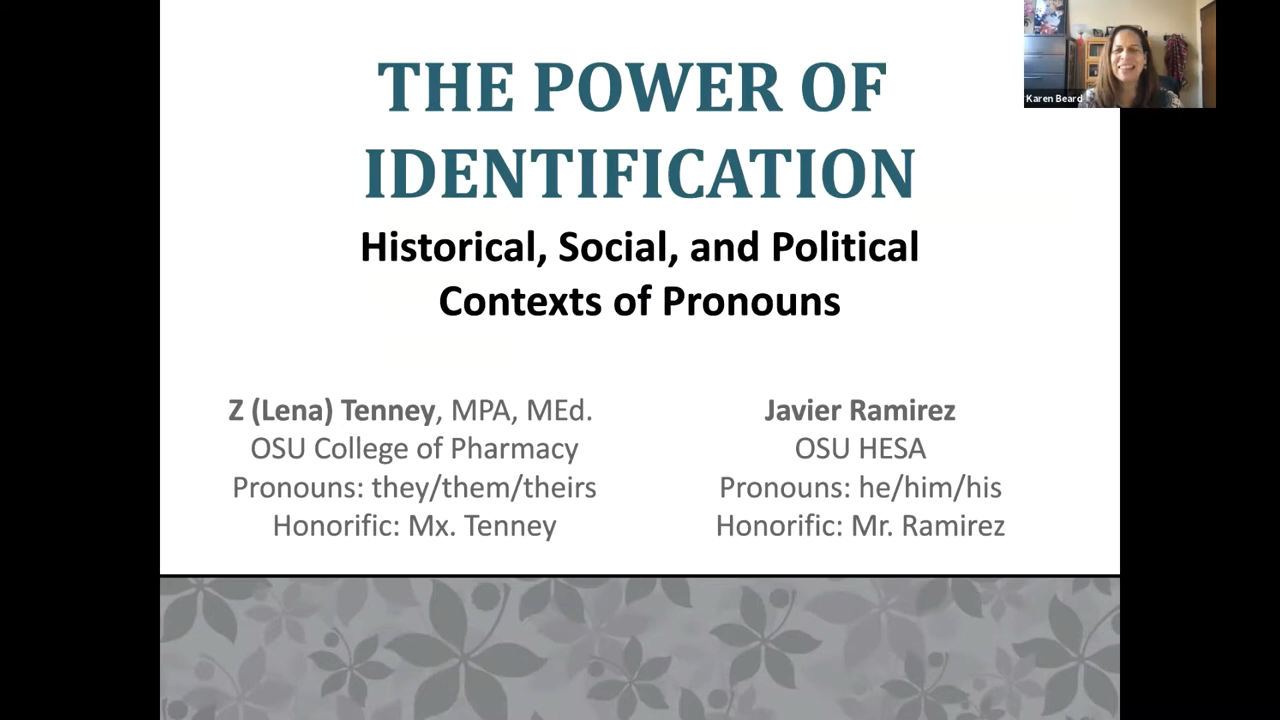 THE POWER OF
IDENTIFICATION
Historical, Social, and Political
Contexts of Pronouns
Z (Lena) Tenney, MPA, MEd.
OSU College of Pharmacy
Pronouns: they/them/theirs
Honorific: Mx. Tenney
Javier Ramirez
OSU HESA
Pronouns: he/him/his
Honorific: Mr. Ramirez
Karen Beard